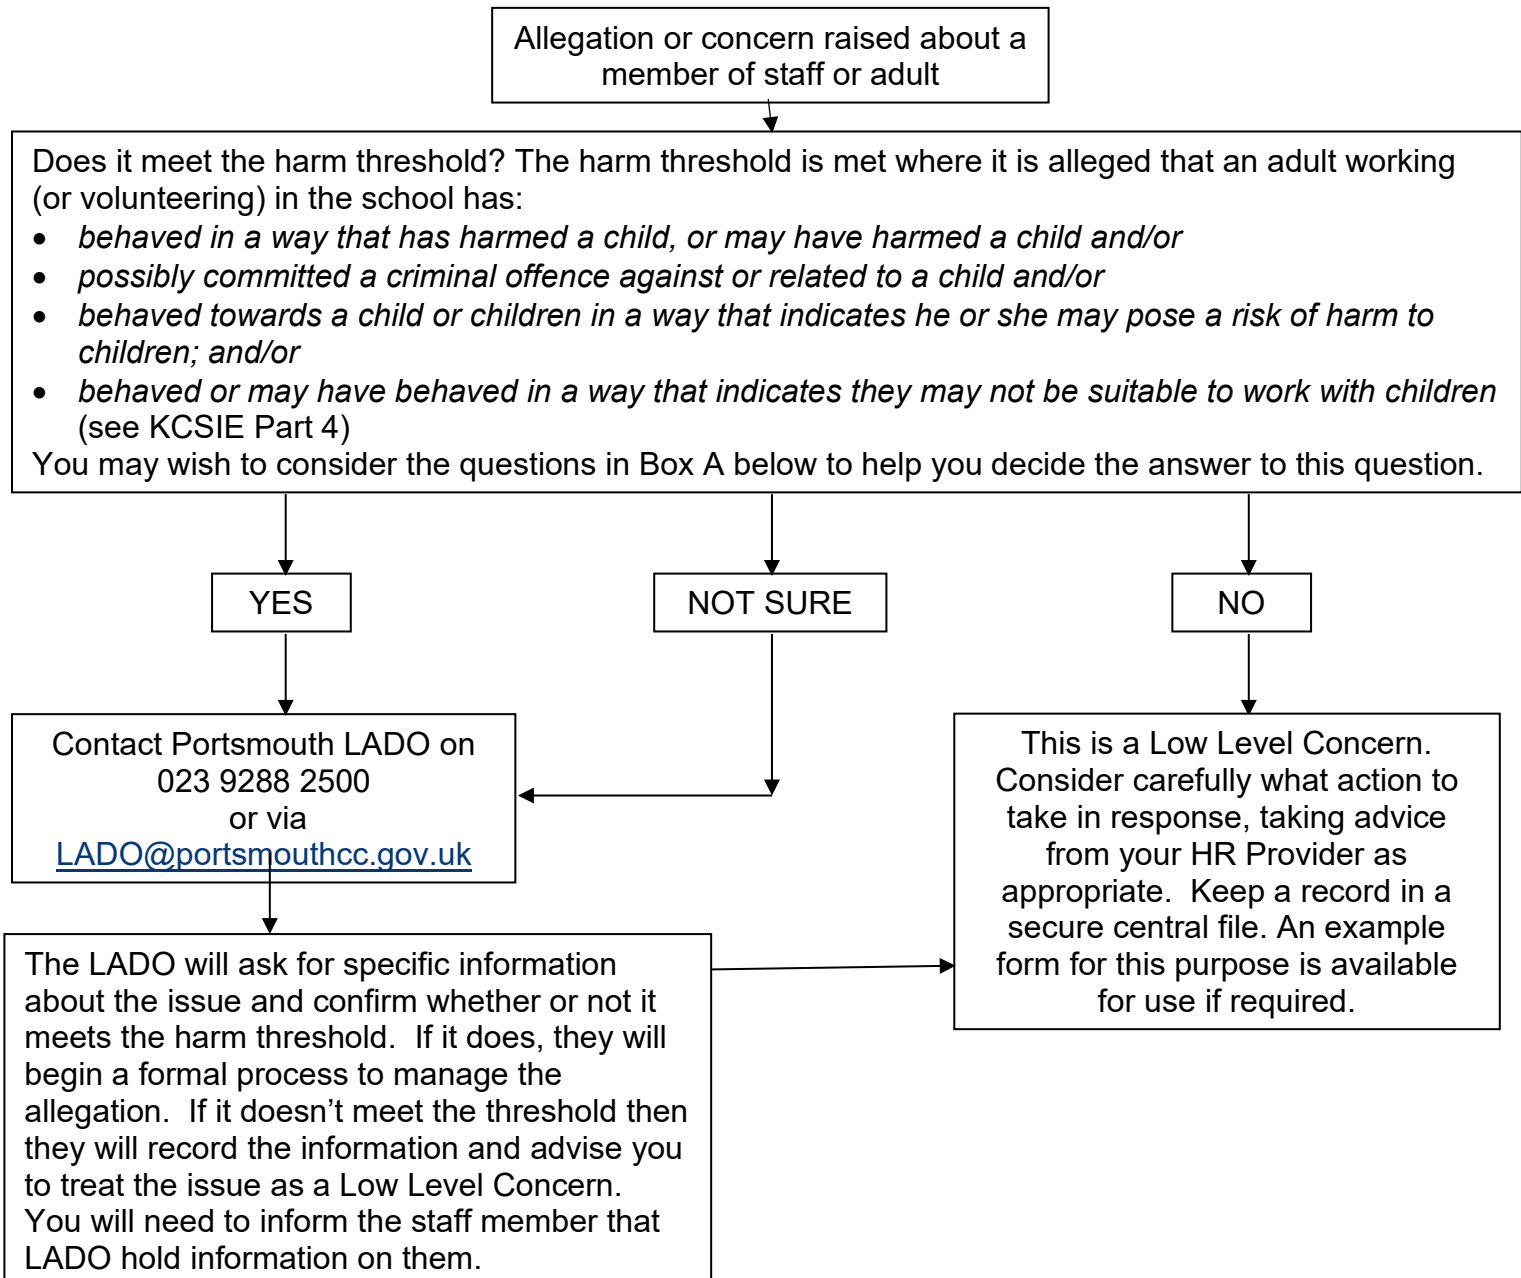 Allegation or concern raised about a
member of staff or adult
Does it meet the harm threshold? The harm threshold is met where it is alleged that an adult working
(or volunteering) in the school has:
• behaved in a way that has harmed a child, or may have harmed a child and/or
• possibly committed a criminal offence against or related to a child and/or
• behaved towards a child or children in a way that indicates he or she may pose a risk of harm to
children; and/or
• behaved or may have behaved in a way that indicates they may not be suitable to work with children
(see KCSIE Part 4)
You may wish to consider the questions in Box A below to help you decide the answer to this question.
YES
NOT SURE
NO
Contact Portsmouth LADO on
023 9288 2500
or via
LADO@portsmouthcc.gov.uk
This is a Low Level Concern.
Consider carefully what action to
take in response, taking advice
from your HR Provider as
appropriate.  Keep a record in a
secure central file. An example
form for this purpose is available
for use if required.
The LADO will ask for specific information
about the issue and confirm whether or not it
meets the harm threshold.  If it does, they will
begin a formal process to manage the
allegation.  If it doesn’t meet the threshold then
they will record the information and advise you
to treat the issue as a Low Level Concern.
You will need to inform the staff member that
LADO hold information on them.